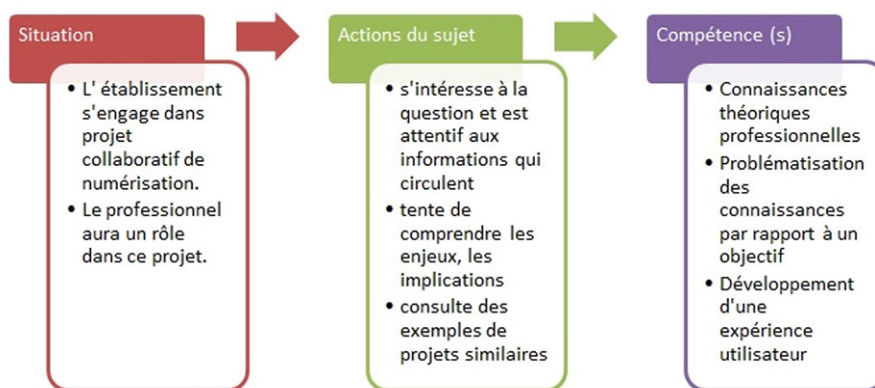 Situation
• L' établissement
s'engage dans
projet
collaboratif de
numérisation.
• Le professionnel
aura un rôle
dans ce projet.
Actions du sujet
• s'intéresse à la
question et est
attentif aux
informations qui
circulent
• tente de
comprendre les
enjeux, les
implications
• consulte des
exemples de
projets similaires
Compétence (s)
• Connaissances
théoriques
professionnelles
• Problématisation
des
connaissances
par rapport à un
objectif
• Développement
d'une
expérience
utilisateur